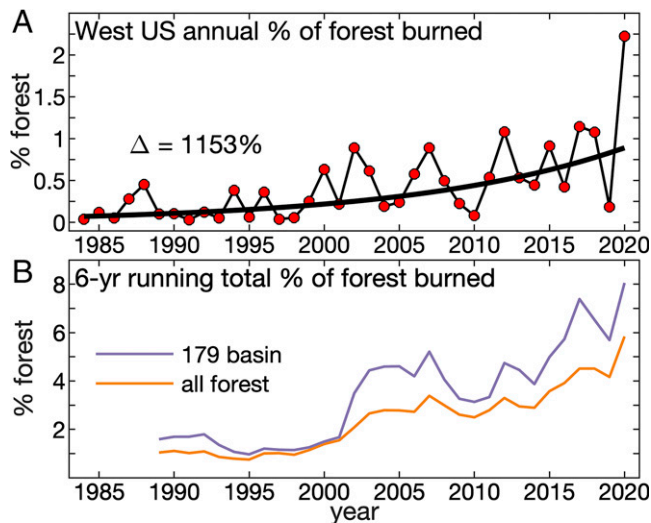 A
West US annual % of forest burned
% forest
2
1.5
1
0.5
0
Δ = 1153%
1985 1990 1995 2000 2005 2010 2015 2020
B
6-yr running total % of forest burned
% forest
8
6
4
2
179 basin
all forest
1985 1990 1995 2000 2005 2010 2015 2020
year